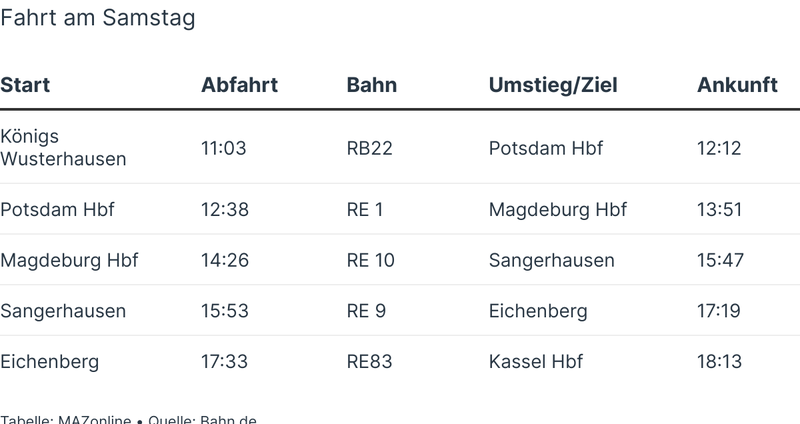 Fahrt am Samstag
Start Abfahrt Bahn Umstieg/Ziel Ankunft
Königs
Wusterhausen 11:03 RB22 Potsdam Hbf 12:12
Potsdam Hbf 12:38 RE 1 Magdeburg Hbf 13:51
Magdeburg Hbf 14:26 RE 10 Sangerhausen 15:47
Sangerhausen 15:53 RE 9 Eichenberg 17:19
Eichenberg 17:33 RE83 Kassel Hbf 18:13
Tabelle: MAZonline • Quelle: Bahn.de